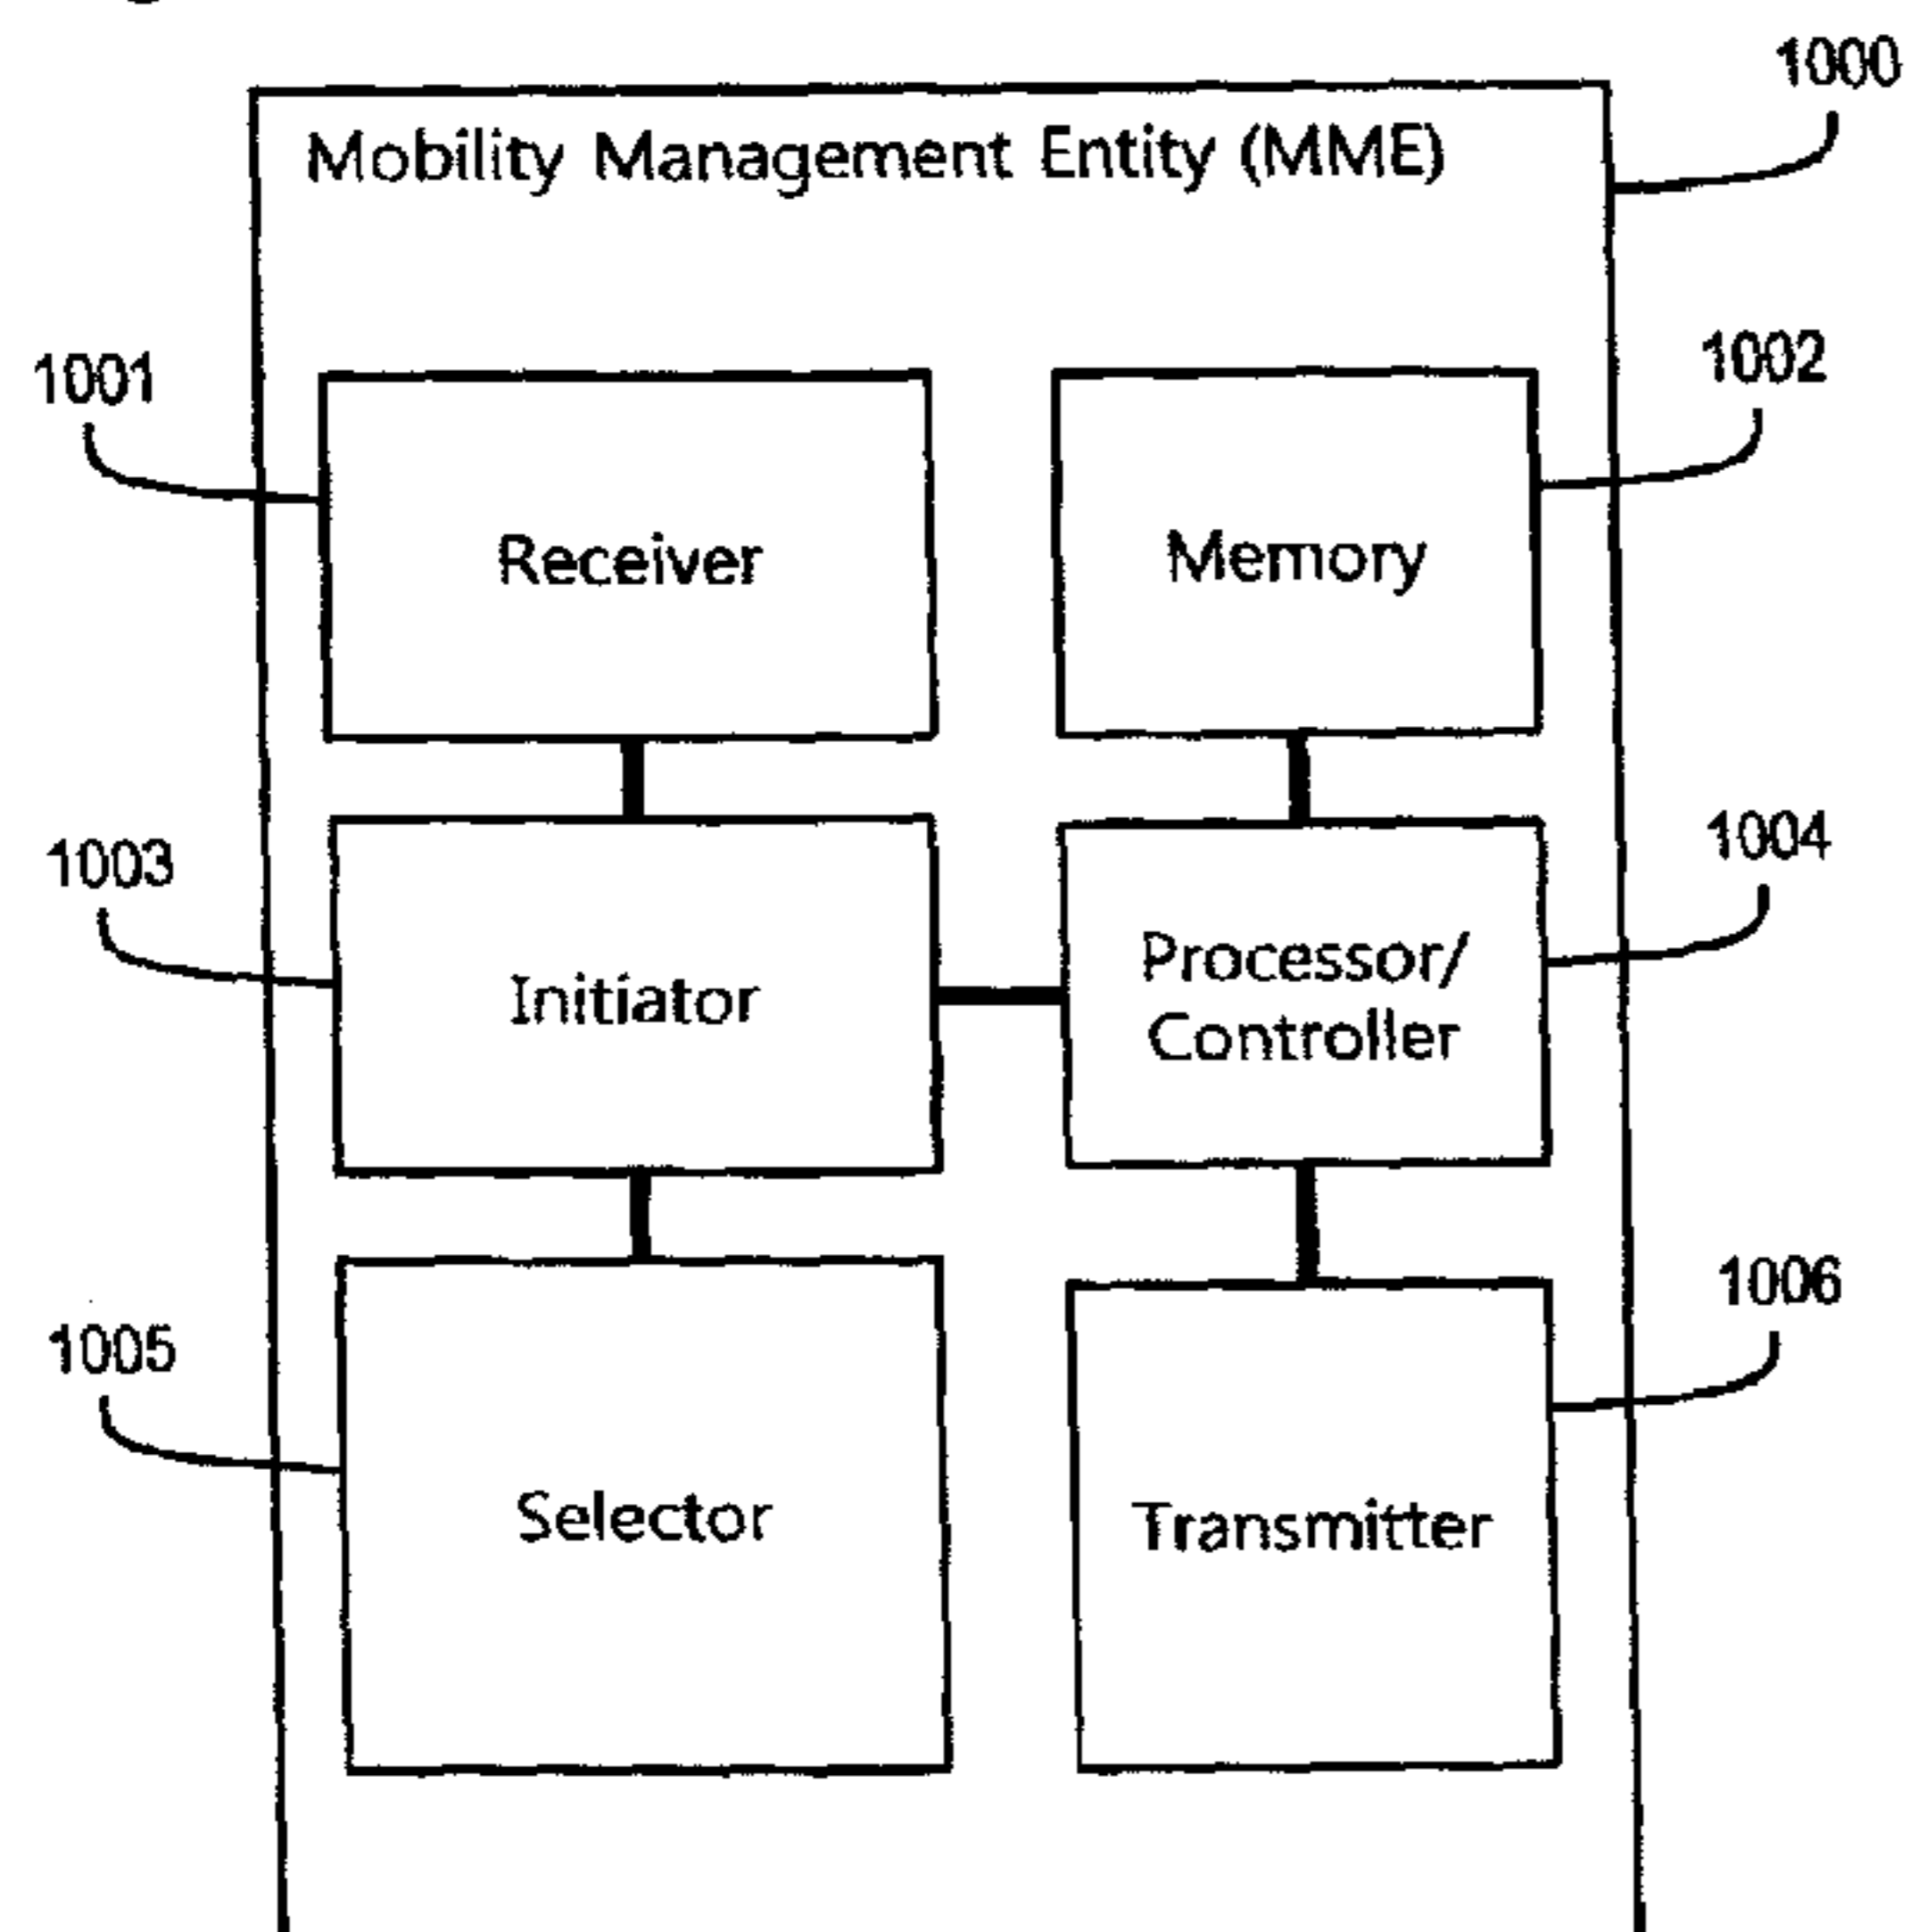 1000
Mobility Management Entity (MME)
1001
1002
Receiver
Memory
1003
1004
Initiator
Processor/
Controller
1005
1006
Selector
Transmitter